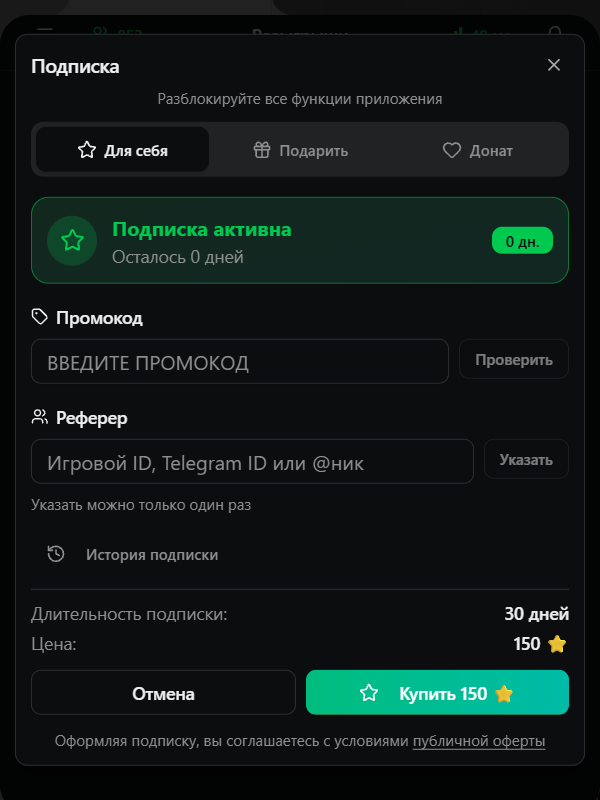 Подписка
Разблокируйте все функции приложения
Для себя
Подарить
Донат
Подписка активна
Осталось 0 дней
0 дн.
Промокод
ВВЕДИТЕ ПРОМОКОД
Проверить
Реферер
Игровой ID, Telegram ID или @ник
Указать
Указать можно только один раз
История подписки
Длительность подписки: 30 дней
Цена: 150
Отмена
Купить 150
Оформляя подписку, вы соглашаетесь с условиями публичной оферты